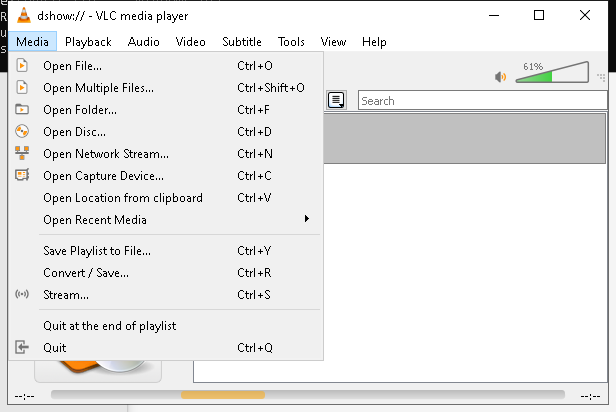 dshow:// - VLC media player
Media Playback Audio Video Subtitle Tools View Help
Open File... Ctrl+O
Open Multiple Files... Ctrl+Shift+O
Open Folder... Ctrl+F
Open Disc... Ctrl+D
Open Network Stream... Ctrl+N
Open Capture Device... Ctrl+C
Open Location from clipboard Ctrl+V
Open Recent Media
Save Playlist to File... Ctrl+Y
Convert / Save... Ctrl+R
Stream... Ctrl+S
Quit at the end of playlist
Quit Ctrl+Q
61%
Search
--:-- --:--